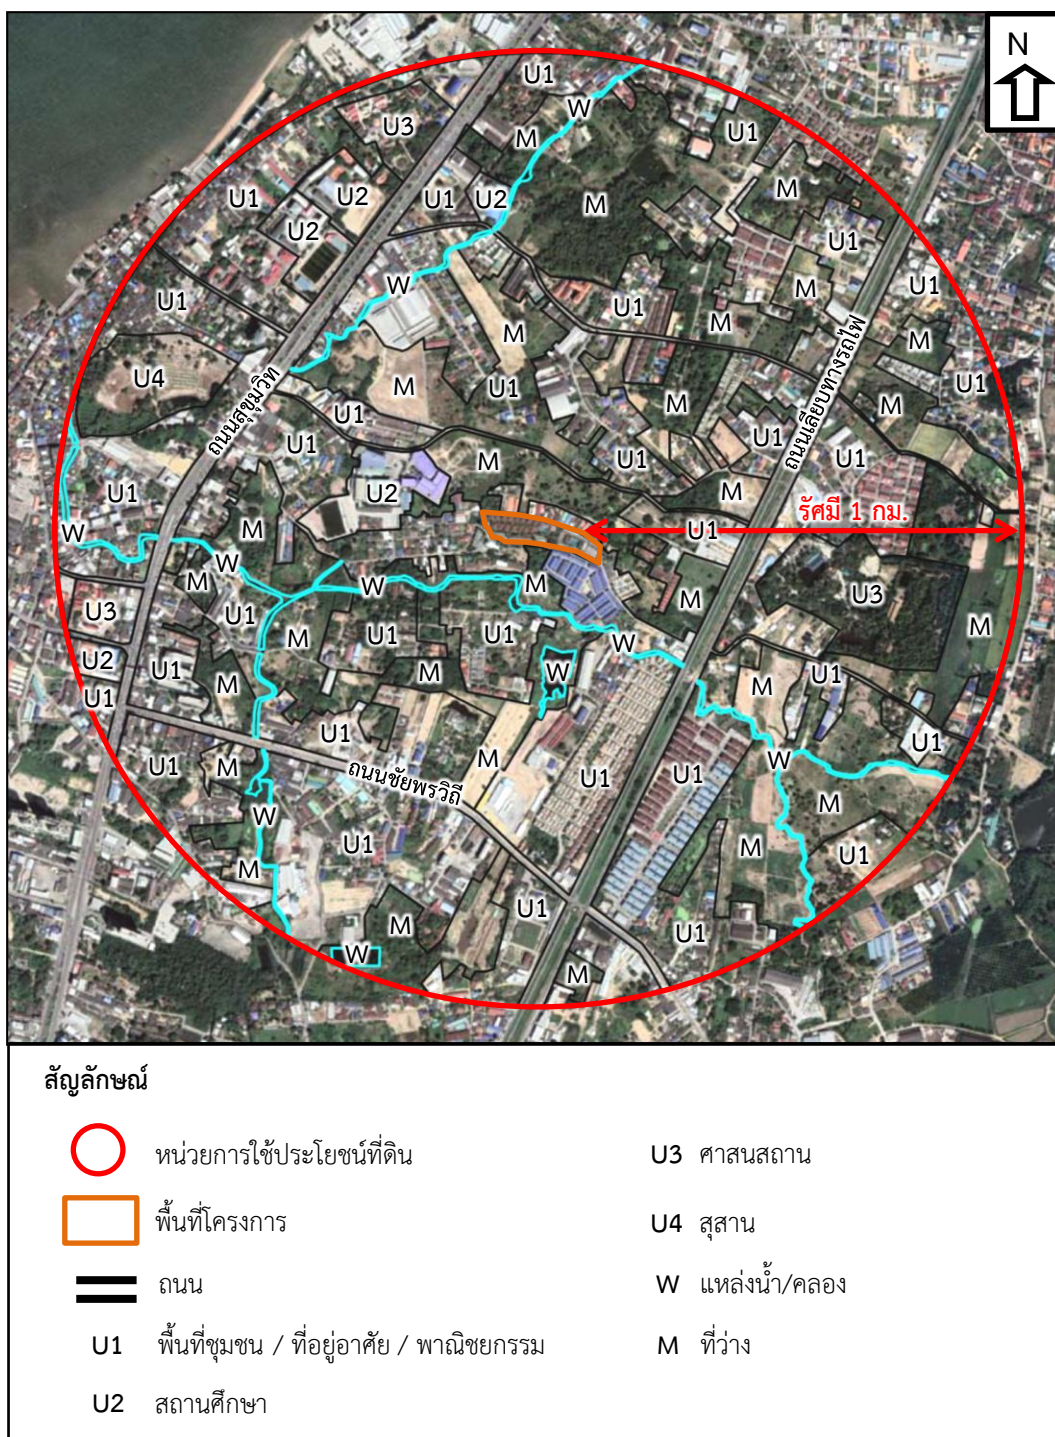 N
U1
W
U3
M
U1
U2
M
U1
U1
U2
M
U2
U1
W
M
U1
U1
U1
M
M
M
U4
M
U1
U1
M
ถนนสุขุมวิท
ถนนเลียบทางรถไฟ
U1
M
M
U1
U1
U1
M
U1
U1
U2
M
รัศมี 1 กม.
U1
W
M
W
M
W
M
U3
M
U3
U1
M
U1
U1
W
M
U2
U1
M
M
W
M
U1
U1
U1
U1
U1
M
M
W
U1
U1
ถนนชัยพรวิถี
M
W
U1
M
M
U1
U1
M
U1
M
U1
W
M
สัญลักษณ์
หน่วยการใช้ประโยชน์ที่ดิน
U3 ศาสนสถาน
พื้นที่โครงการ
U4 สุสาน
ถนน
W แหล่งน้ำ/คลอง
U1 พื้นที่ชุมชน / ที่อยู่อาศัย / พาณิชยกรรม
M ที่ว่าง
U2 สถานศึกษา